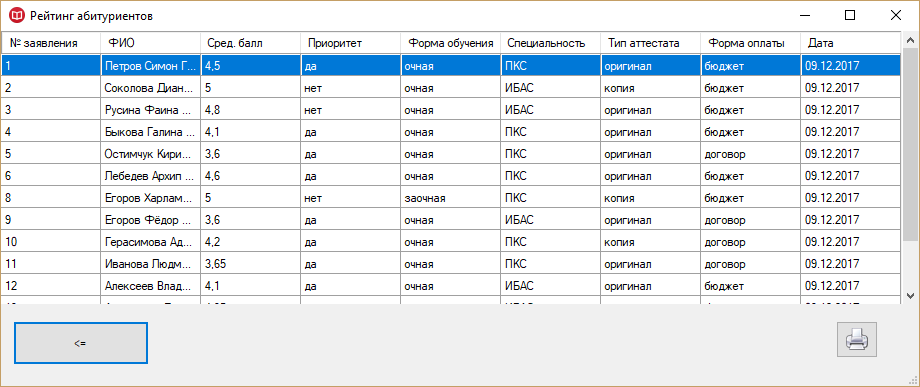 Рейтинг абитуриентов
№ заявления ФИО Сред. балл Приоритет Форма обучения Специальность Тип аттестата Форма оплаты Дата
1 Петров Симон Г... 4,5 да очная ПКС оригинал бюджет 09.12.2017
2 Соколова Диан... 5 нет очная ИБАС копия бюджет 09.12.2017
3 Русина Фаина ... 4,8 нет очная ИБАС оригинал бюджет 09.12.2017
4 Быкова Галина ... 4,1 да очная ПКС оригинал бюджет 09.12.2017
5 Остимчук Кири... 3,6 да очная ПКС оригинал договор 09.12.2017
6 Лебедев Архип ... 4,6 да очная ПКС оригинал бюджет 09.12.2017
8 Егоров Харлам... 5 нет заочная ПКС копия бюджет 09.12.2017
9 Егоров Фёдор ... 3,6 да очная ИБАС оригинал договор 09.12.2017
10 Герасимова Ад... 4,2 да очная ПКС копия договор 09.12.2017
11 Иванова Людм... 3,65 да очная ПКС оригинал договор 09.12.2017
12 Алексеев Влад... 4,1 да очная ИБАС оригинал бюджет 09.12.2017
<=